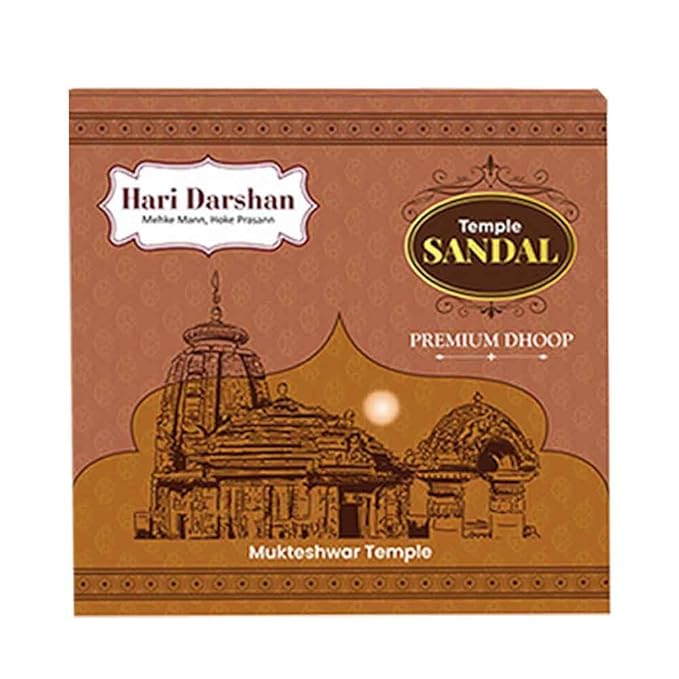 Hari Darshan
Mehke Mann, Hoke Prasann
Temple
SANDAL
PREMIUM DHOOP
Mukteshwar Temple